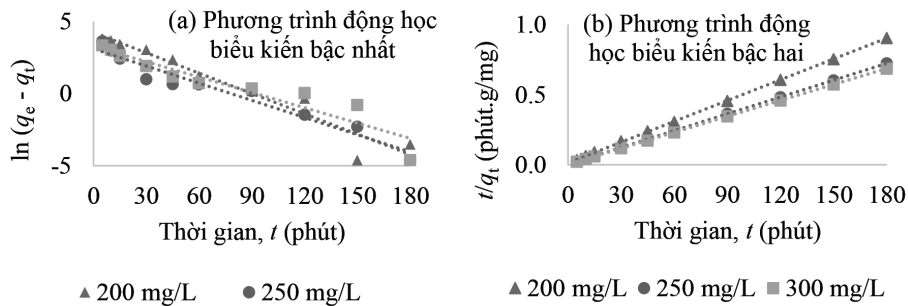 (a) Phương trình động học
biểu kiến bậc nhất
5
0
-5
ln (qe - qt)
0 30 60 90 120 150 180
Thời gian, t (phút)
200 mg/L 250 mg/L
(b) Phương trình động
học biểu kiến bậc hai
1.5
1.0
0.5
0.0
t/qt (phút.g/mg)
0 30 60 90 120 150 180
Thời gian, t (phút)
200 mg/L 250 mg/L 300 mg/L